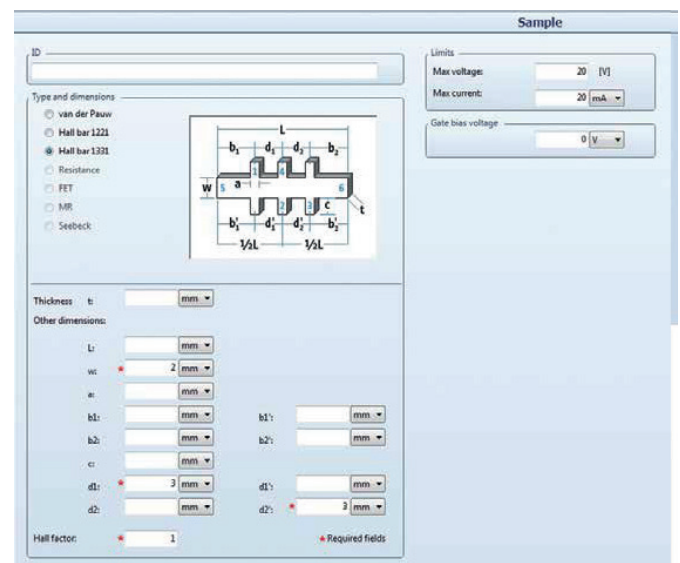 Sample
ID
Type and dimensions
van der Pauw
Hall bar 1221
Hall bar 1331
Resistance
FET
MR
Seebeck
L
b₁ d₁ d₂ b₂
1 4
W 5 a 6
2 3 c t
b'₁ d'₁ d'₂ b'₂
½L ½L
Thickness t: mm
Other dimensions:
L: mm
w: * 2 mm
a: mm
b1: mm b1': mm
b2: mm b2': mm
c: mm
d1: * 3 mm d1': mm
d2: mm d2': * 3 mm
Hall factor: * 1 * Required fields
Limits
Max voltage: 20 [V]
Max current: 20 mA
Gate bias voltage
0 V